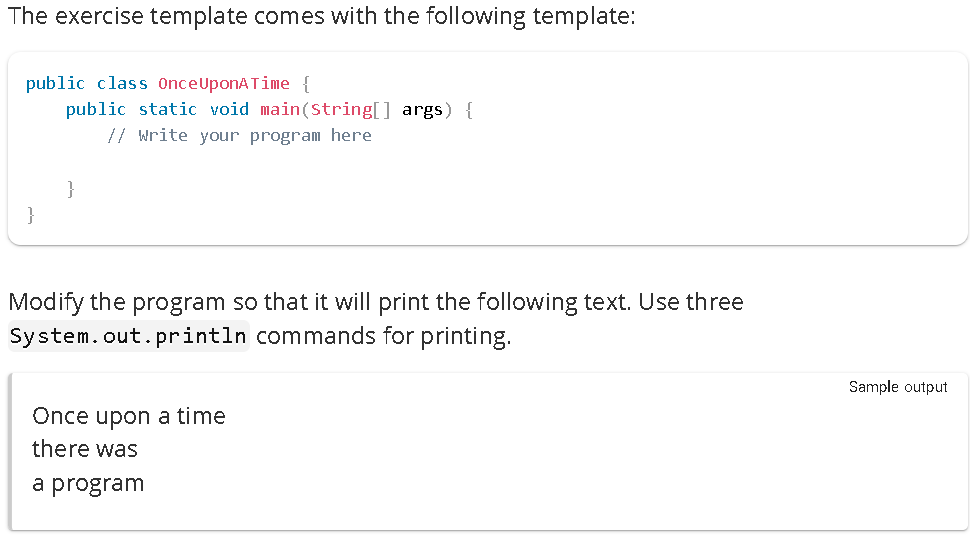 The exercise template comes with the following template:
public class OnceUponATime {
    public static void main(String[] args) {
        // Write your program here
    }
}
Modify the program so that it will print the following text. Use three
System.out.println commands for printing.
Sample output
Once upon a time
there was
a program